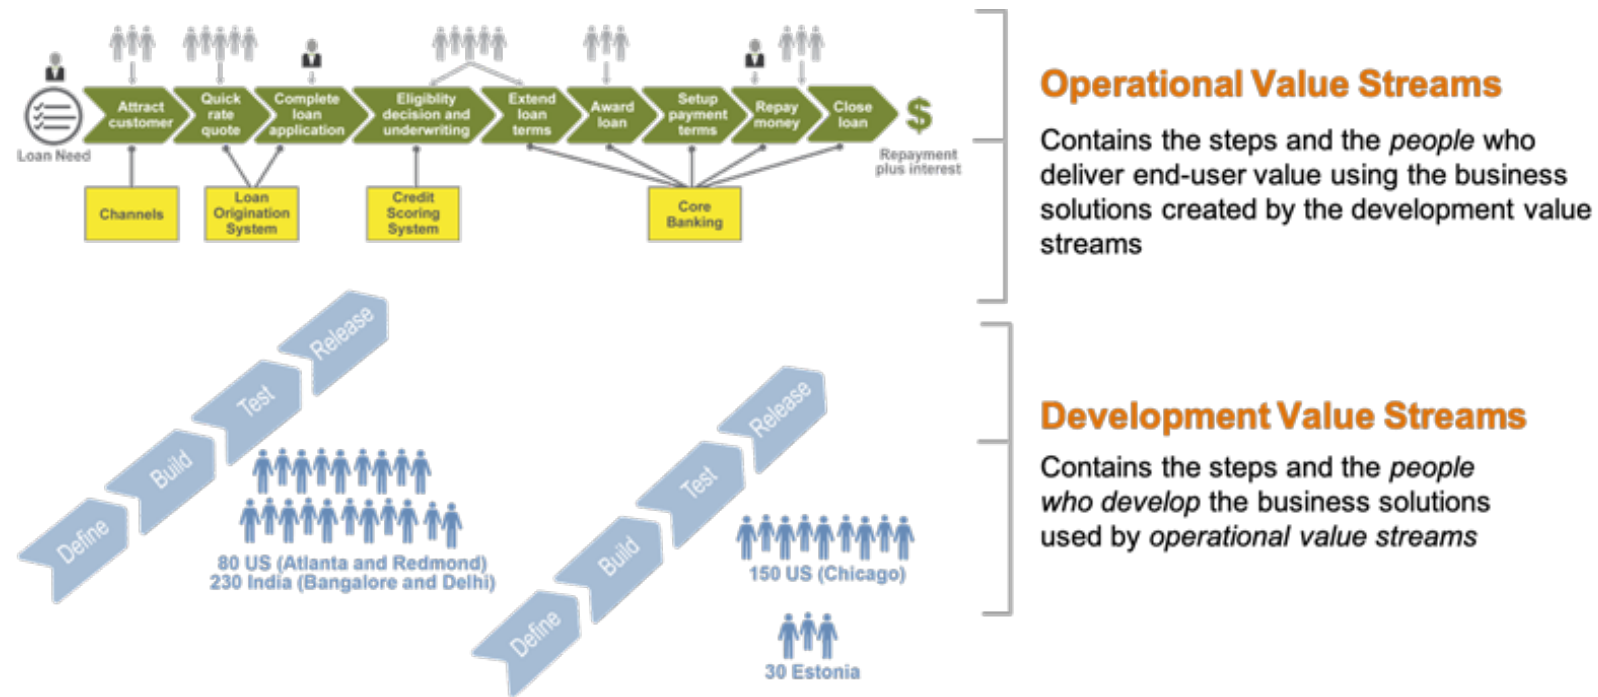 Loan Need
Attract
customer
Quick
rate
quote
Complete
loan
application
Eligiblity
decision and
underwriting
Extend
loan
terms
Award
loan
Setup
payment
terms
Repay
money
Close
loan
$
Repayment
plus interest
Channels
Loan
Origination
System
Credit
Scoring
System
Core
Banking
Operational Value Streams
Contains the steps and the people who
deliver end-user value using the business
solutions created by the development value
streams
Define
Build
Test
Release
80 US (Atlanta and Redmond)
230 India (Bangalore and Delhi)
Define
Build
Test
Release
150 US (Chicago)
30 Estonia
Development Value Streams
Contains the steps and the people
who develop the business solutions
used by operational value streams